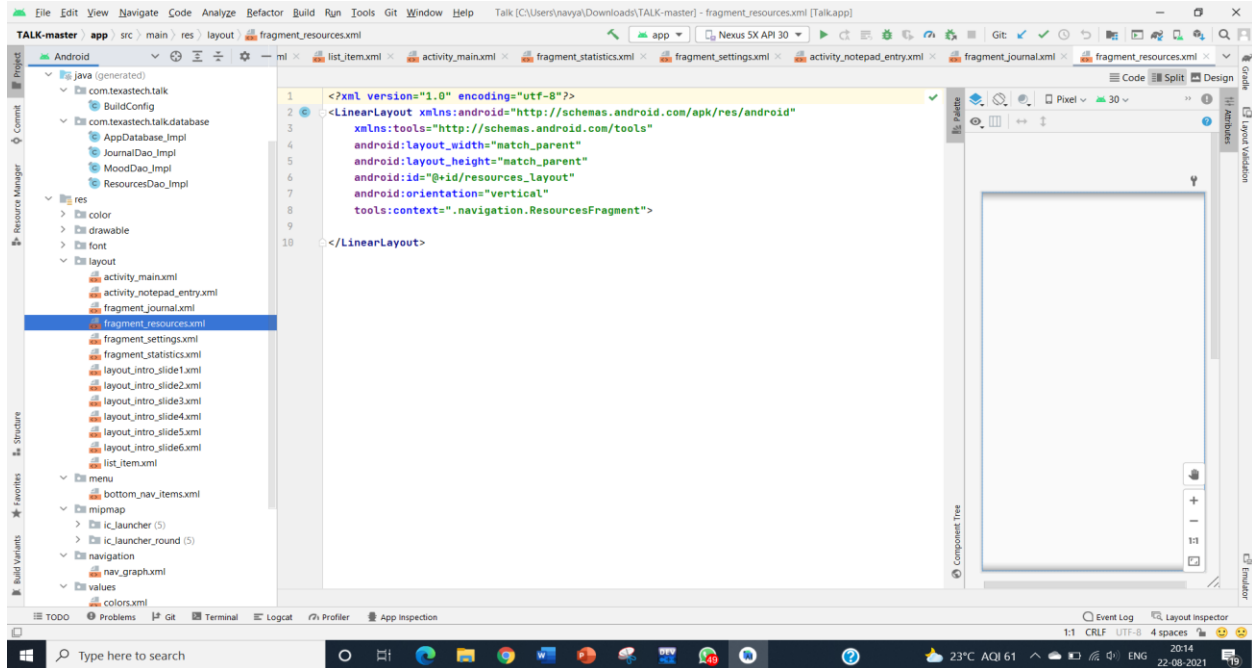 File Edit View Navigate Code Analyze Refactor Build Run Tools Git Window Help Talk [C:\Users\navya\Downloads\TALK-master] - fragment_resources.xml [Talk.app]
TALK-master app src main res layout fragment_resources.xml
app Nexus 5X API 30 Git:
Android
ml list_item.xml activity_main.xml fragment_statistics.xml fragment_settings.xml activity_notepad_entry.xml fragment_journal.xml fragment_resources.xml
Code Split Design
Project
Commit
Resource Manager
Structure
Favorites
Build Variants
java (generated)
com.texastech.talk
BuildConfig
com.texastech.talk.database
AppDatabase_Impl
JournalDao_Impl
MoodDao_Impl
ResourcesDao_Impl
res
color
drawable
font
layout
activity_main.xml
activity_notepad_entry.xml
fragment_journal.xml
fragment_resources.xml
fragment_settings.xml
fragment_statistics.xml
layout_intro_slide1.xml
layout_intro_slide2.xml
layout_intro_slide3.xml
layout_intro_slide4.xml
layout_intro_slide5.xml
layout_intro_slide6.xml
list_item.xml
menu
bottom_nav_items.xml
mipmap
ic_launcher (5)
ic_launcher_round (5)
navigation
nav_graph.xml
values
colors.xml
1 <?xml version="1.0" encoding="utf-8"?>
2 <LinearLayout xmlns:android="http://schemas.android.com/apk/res/android"
3 xmlns:tools="http://schemas.android.com/tools"
4 android:layout_width="match_parent"
5 android:layout_height="match_parent"
6 android:id="@+id/resources_layout"
7 android:orientation="vertical"
8 tools:context=".navigation.ResourcesFragment">
9
10 </LinearLayout>
Palette
Component Tree
Pixel 30
1:1
Attributes
Gradle
Layout Validation
Emulator
TODO Problems Git Terminal Logcat Profiler App Inspection Event Log Layout Inspector
1:1 CRLF UTF-8 4 spaces
Type here to search
DEV
23°C AQI 61 ENG
20:14
22-08-2021